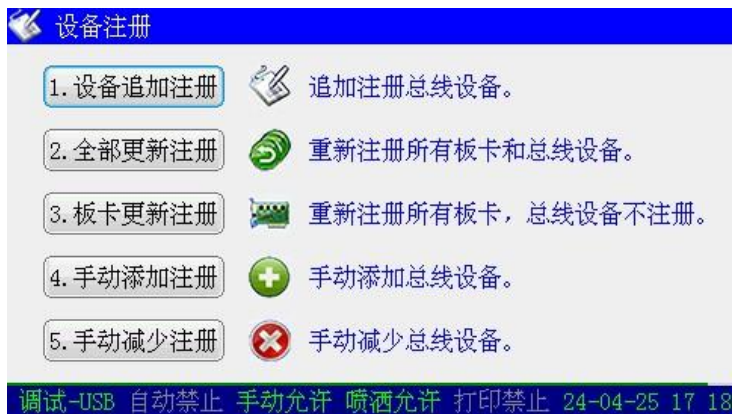 设备注册
1.设备追加注册 追加注册总线设备。
2.全部更新注册 重新注册所有板卡和总线设备。
3.板卡更新注册 重新注册所有板卡，总线设备不注册。
4.手动添加注册 手动添加总线设备。
5.手动减少注册 手动减少总线设备。
调试-USB 自动禁止 手动允许 喷洒允许 打印禁止 24-04-25 17 18